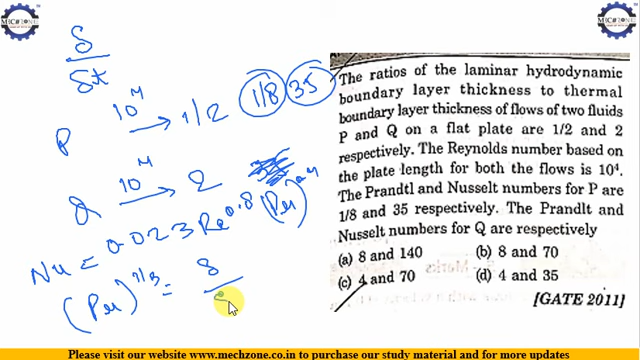 MECHZONE
MECHZONE
δ
δt
P 10⁴ → 1/2 1/8 35
Q 10⁴ → 2
Nu = 0.023 Re^0.8 (Pr)^0.4
(Pr)^1/3 = δ
The ratios of the laminar hydrodynamic
boundary layer thickness to thermal
boundary layer thickness of flows of two fluids
P and Q on a flat plate are 1/2 and 2
respectively. The Reynolds number based on
the plate length for both the flows is 10⁴.
The Prandtl and Nusselt numbers for P are
1/8 and 35 respectively. The Prandlt and
Nusselt numbers for Q are respectively
(a) 8 and 140 (b) 8 and 70
(c) 4 and 70 (d) 4 and 35
[GATE 2011]
Please visit our website www.mechzone.co.in to purchase our study material and for more...